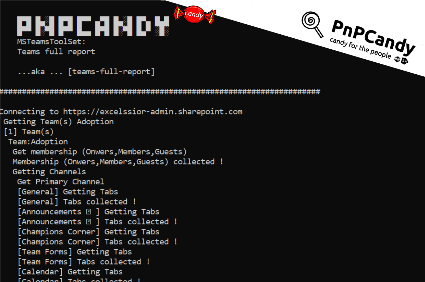 PNPCANDY
candy
PnPCandy
candy for the people
MSTeamsToolSet:
Teams full report
...aka ... [teams-full-report]
################################################################################
Connecting to https://excelssior-admin.sharepoint.com
Getting Team(s) Adoption
[1] Team(s)
Team:Adoption
Get membership (Onwers,Members,Guests)
Membership (Onwers,Members,Guests) collected !
Getting Channels
Get Primary Channel
[General] Getting Tabs
[General] Tabs collected !
[Announcements ⍰ ] Getting Tabs
[Announcements ⍰ ] Tabs collected !
[Champions Corner] Getting Tabs
[Champions Corner] Tabs collected !
[Team Forms] Getting Tabs
[Team Forms] Tabs collected !
[Calendar] Getting Tabs
[Calendar] Tabs collected !